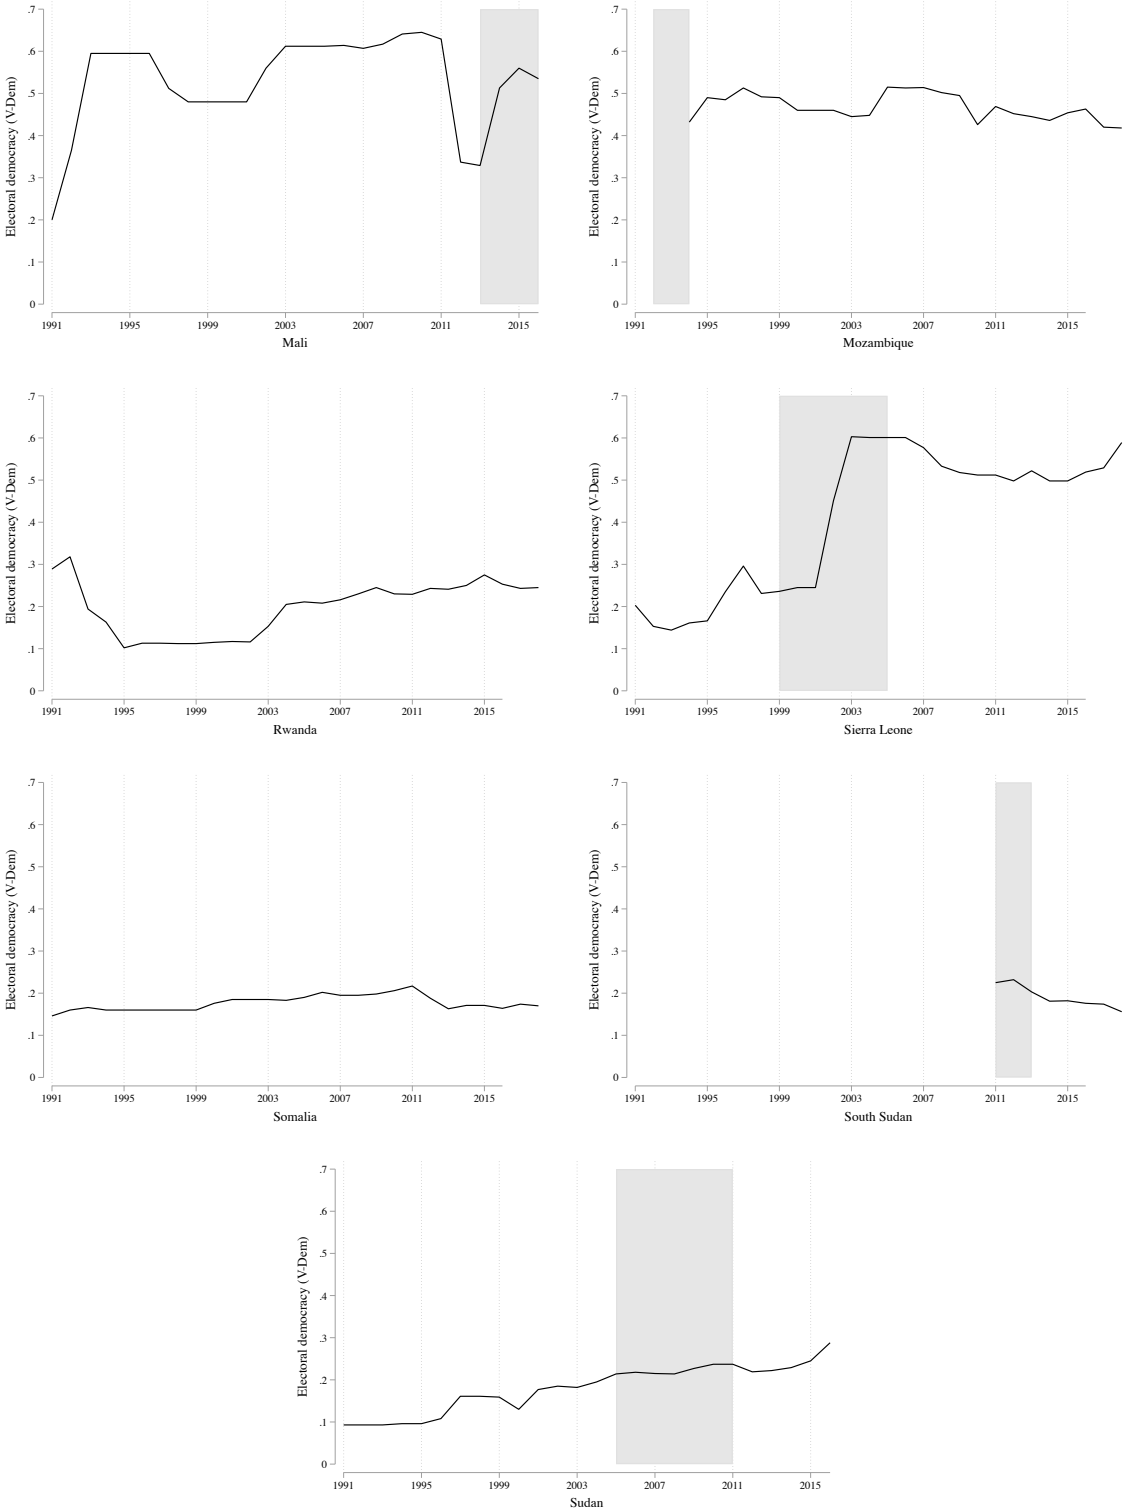 .7
.6
.5
.4
.3
.2
.1
0
Electoral democracy (V-Dem)
1991 1995 1999 2003 2007 2011 2015
Mali
.7
.6
.5
.4
.3
.2
.1
0
Electoral democracy (V-Dem)
1991 1995 1999 2003 2007 2011 2015
Mozambique
.7
.6
.5
.4
.3
.2
.1
0
Electoral democracy (V-Dem)
1991 1995 1999 2003 2007 2011 2015
Rwanda
.7
.6
.5
.4
.3
.2
.1
0
Electoral democracy (V-Dem)
1991 1995 1999 2003 2007 2011 2015
Sierra Leone
.7
.6
.5
.4
.3
.2
.1
0
Electoral democracy (V-Dem)
1991 1995 1999 2003 2007 2011 2015
Somalia
.7
.6
.5
.4
.3
.2
.1
0
Electoral democracy (V-Dem)
1991 1995 1999 2003 2007 2011 2015
South Sudan
.7
.6
.5
.4
.3
.2
.1
0
Electoral democracy (V-Dem)
1991 1995 1999 2003 2007 2011 2015
Sudan